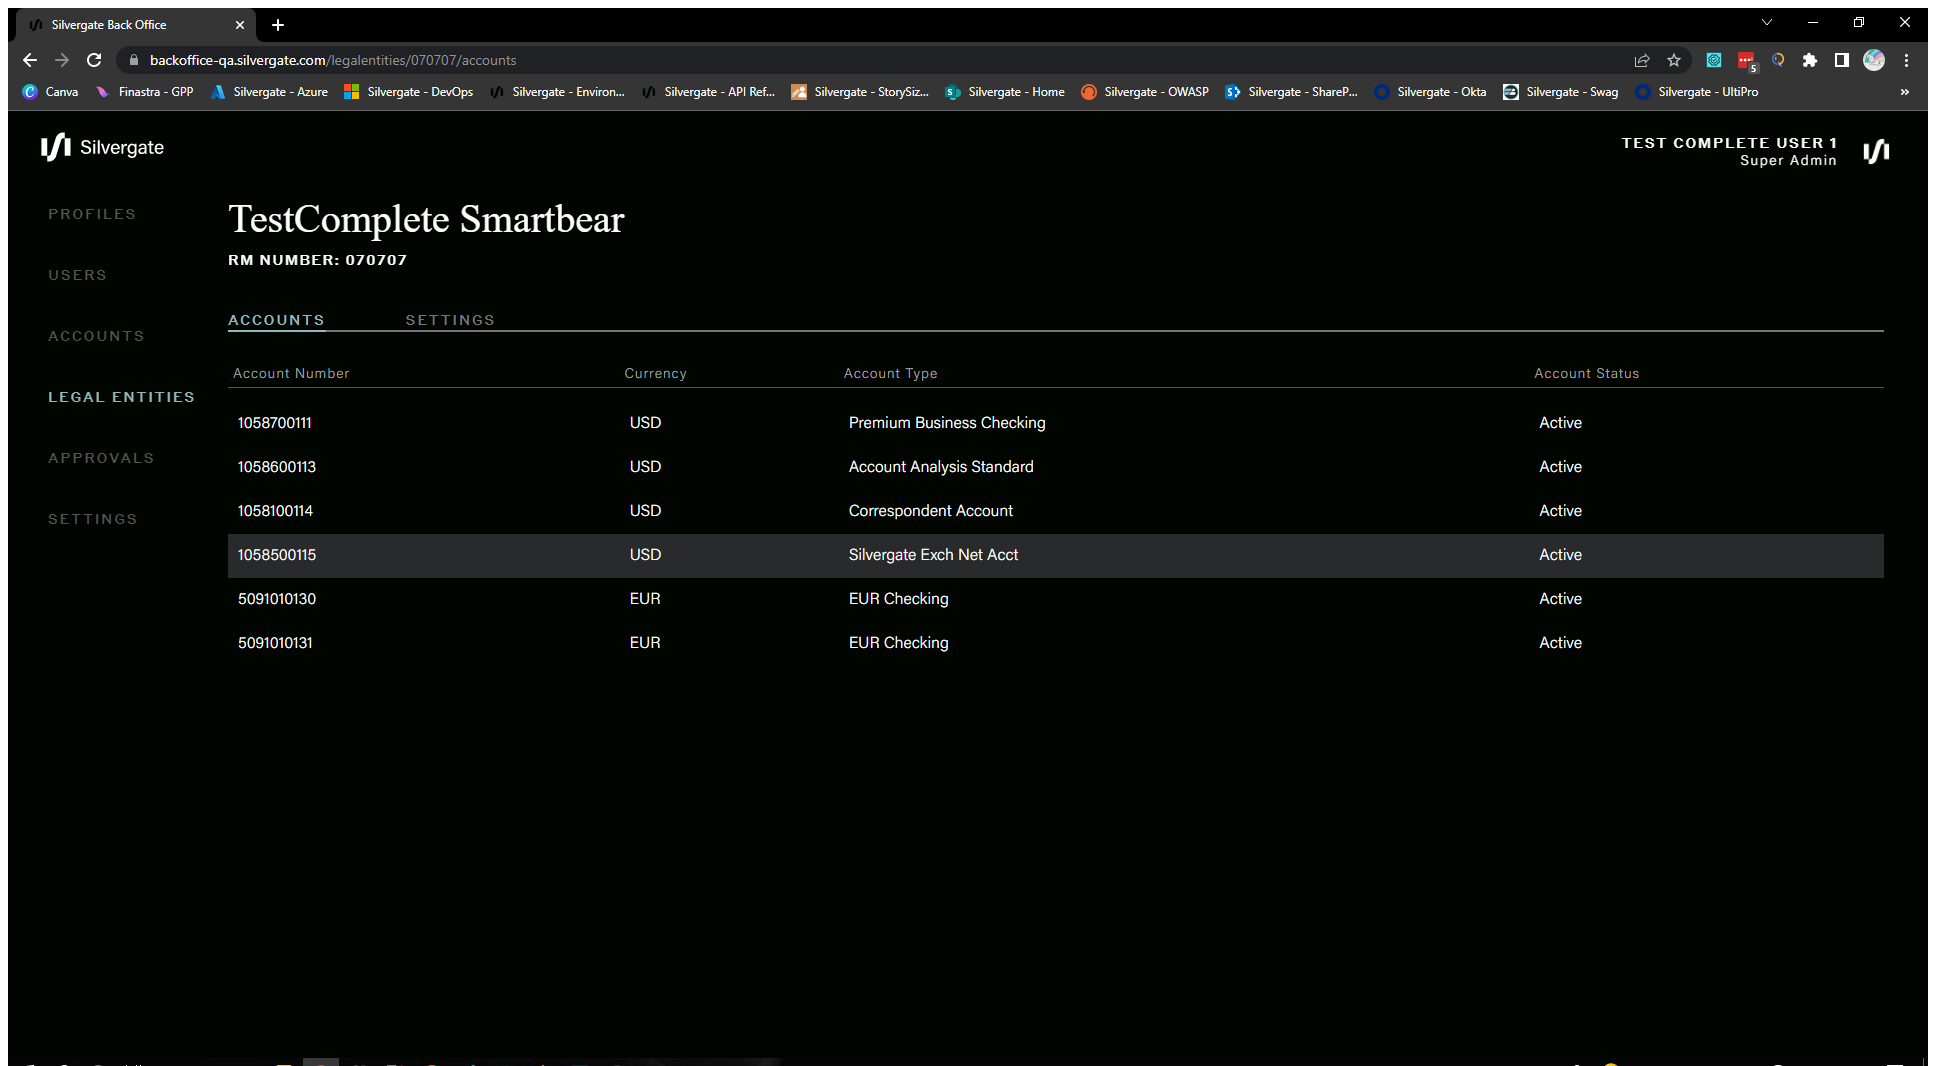 Silvergate Back Office
backoffice-qa.silvergate.com/legalentities/070707/accounts
5
Canva Finastra - GPP Silvergate - Azure Silvergate - DevOps Silvergate - Environ... Silvergate - API Ref... Silvergate - StorySiz... Silvergate - Home Silvergate - OWASP Silvergate - ShareP... Silvergate - Okta Silvergate - Swag Silvergate - UltiPro »
Silvergate
TEST COMPLETE USER 1
Super Admin
PROFILES
USERS
ACCOUNTS
LEGAL ENTITIES
APPROVALS
SETTINGS
TestComplete Smartbear
RM NUMBER: 070707
ACCOUNTS SETTINGS
Account Number Currency Account Type Account Status
1058700111 USD Premium Business Checking Active
1058600113 USD Account Analysis Standard Active
1058100114 USD Correspondent Account Active
1058500115 USD Silvergate Exch Net Acct Active
5091010130 EUR EUR Checking Active
5091010131 EUR EUR Checking Active